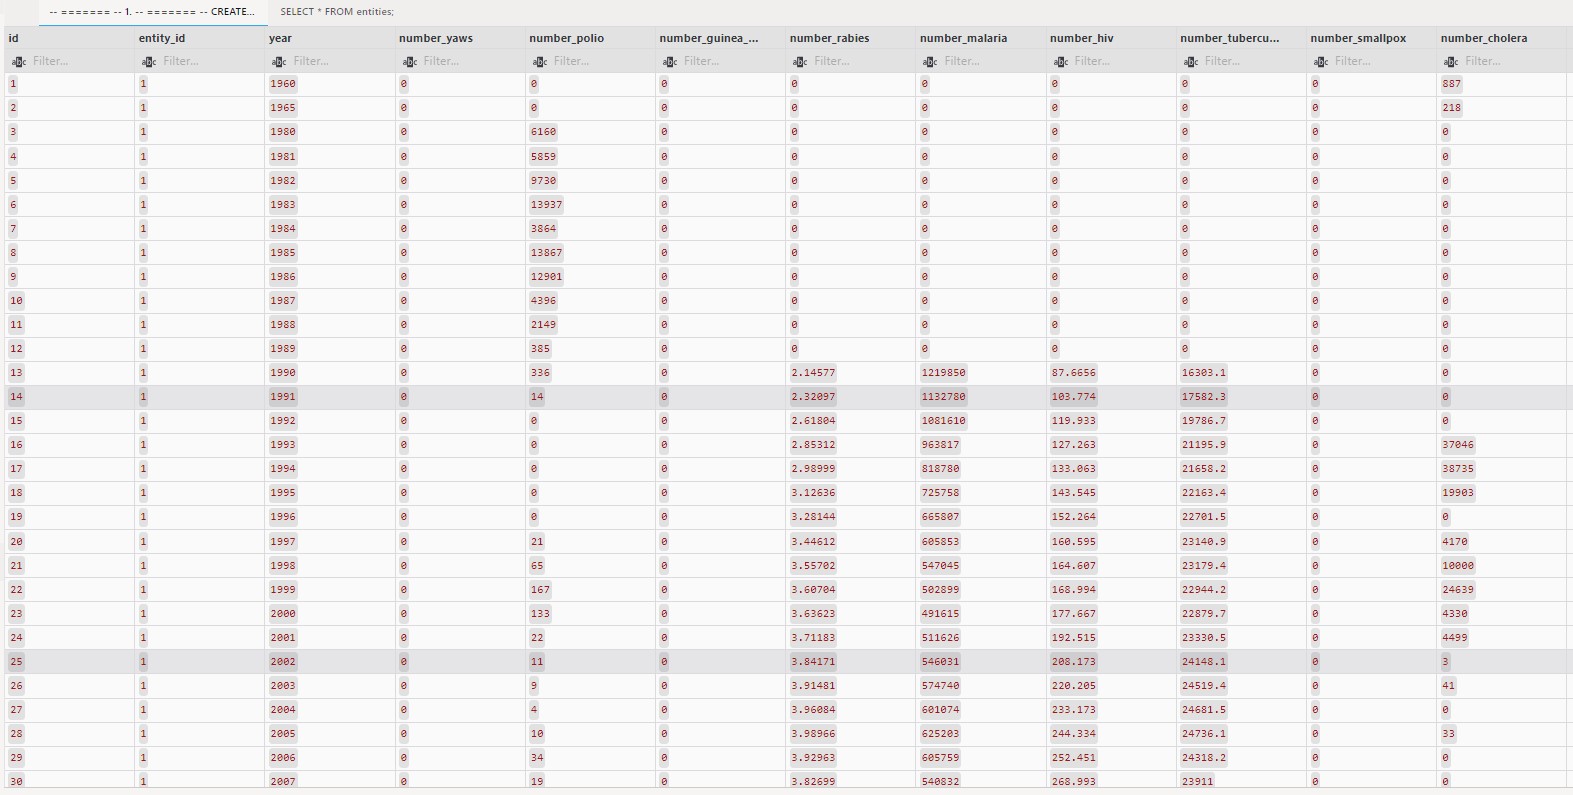 -- ======= -- 1. -- ======= -- CREATE... SELECT * FROM entities;
id entity_id year number_yaws number_polio number_guinea_... number_rabies number_malaria number_hiv number_tubercu... number_smallpox number_cholera
abc Filter... abc Filter... abc Filter... abc Filter... abc Filter... abc Filter... abc Filter... abc Filter... abc Filter... abc Filter... abc Filter... abc Filter...
1 1 1960 0 0 0 0 0 0 0 0 887
2 1 1965 0 0 0 0 0 0 0 0 218
3 1 1980 0 6160 0 0 0 0 0 0 0
4 1 1981 0 5859 0 0 0 0 0 0 0
5 1 1982 0 9730 0 0 0 0 0 0 0
6 1 1983 0 13937 0 0 0 0 0 0 0
7 1 1984 0 3864 0 0 0 0 0 0 0
8 1 1985 0 13867 0 0 0 0 0 0 0
9 1 1986 0 12901 0 0 0 0 0 0 0
10 1 1987 0 4396 0 0 0 0 0 0 0
11 1 1988 0 2149 0 0 0 0 0 0 0
12 1 1989 0 385 0 0 0 0 0 0 0
13 1 1990 0 336 0 2.14577 1219850 87.6656 16303.1 0 0
14 1 1991 0 14 0 2.32097 1132780 103.774 17582.3 0 0
15 1 1992 0 0 0 2.61804 1081610 119.933 19786.7 0 0
16 1 1993 0 0 0 2.85312 963817 127.263 21195.9 0 37046
17 1 1994 0 0 0 2.98999 818780 133.063 21658.2 0 38735
18 1 1995 0 0 0 3.12636 725758 143.545 22163.4 0 19903
19 1 1996 0 0 0 3.28144 665807 152.264 22701.5 0 0
20 1 1997 0 21 0 3.44612 605853 160.595 23140.9 0 4170
21 1 1998 0 65 0 3.55702 547045 164.607 23179.4 0 10000
22 1 1999 0 167 0 3.60704 502899 168.994 22944.2 0 24639
23 1 2000 0 133 0 3.63623 491615 177.667 22879.7 0 4330
24 1 2001 0 22 0 3.71183 511626 192.515 23330.5 0 4499
25 1 2002 0 11 0 3.84171 546031 208.173 24148.1 0 3
26 1 2003 0 9 0 3.91481 574740 220.205 24519.4 0 41
27 1 2004 0 4 0 3.96084 601074 233.173 24681.5 0 0
28 1 2005 0 10 0 3.98966 625203 244.334 24736.1 0 33
29 1 2006 0 34 0 3.92963 605759 252.451 24318.2 0 0
30 1 2007 0 19 0 3.82699 540832 268.993 23911 0 0